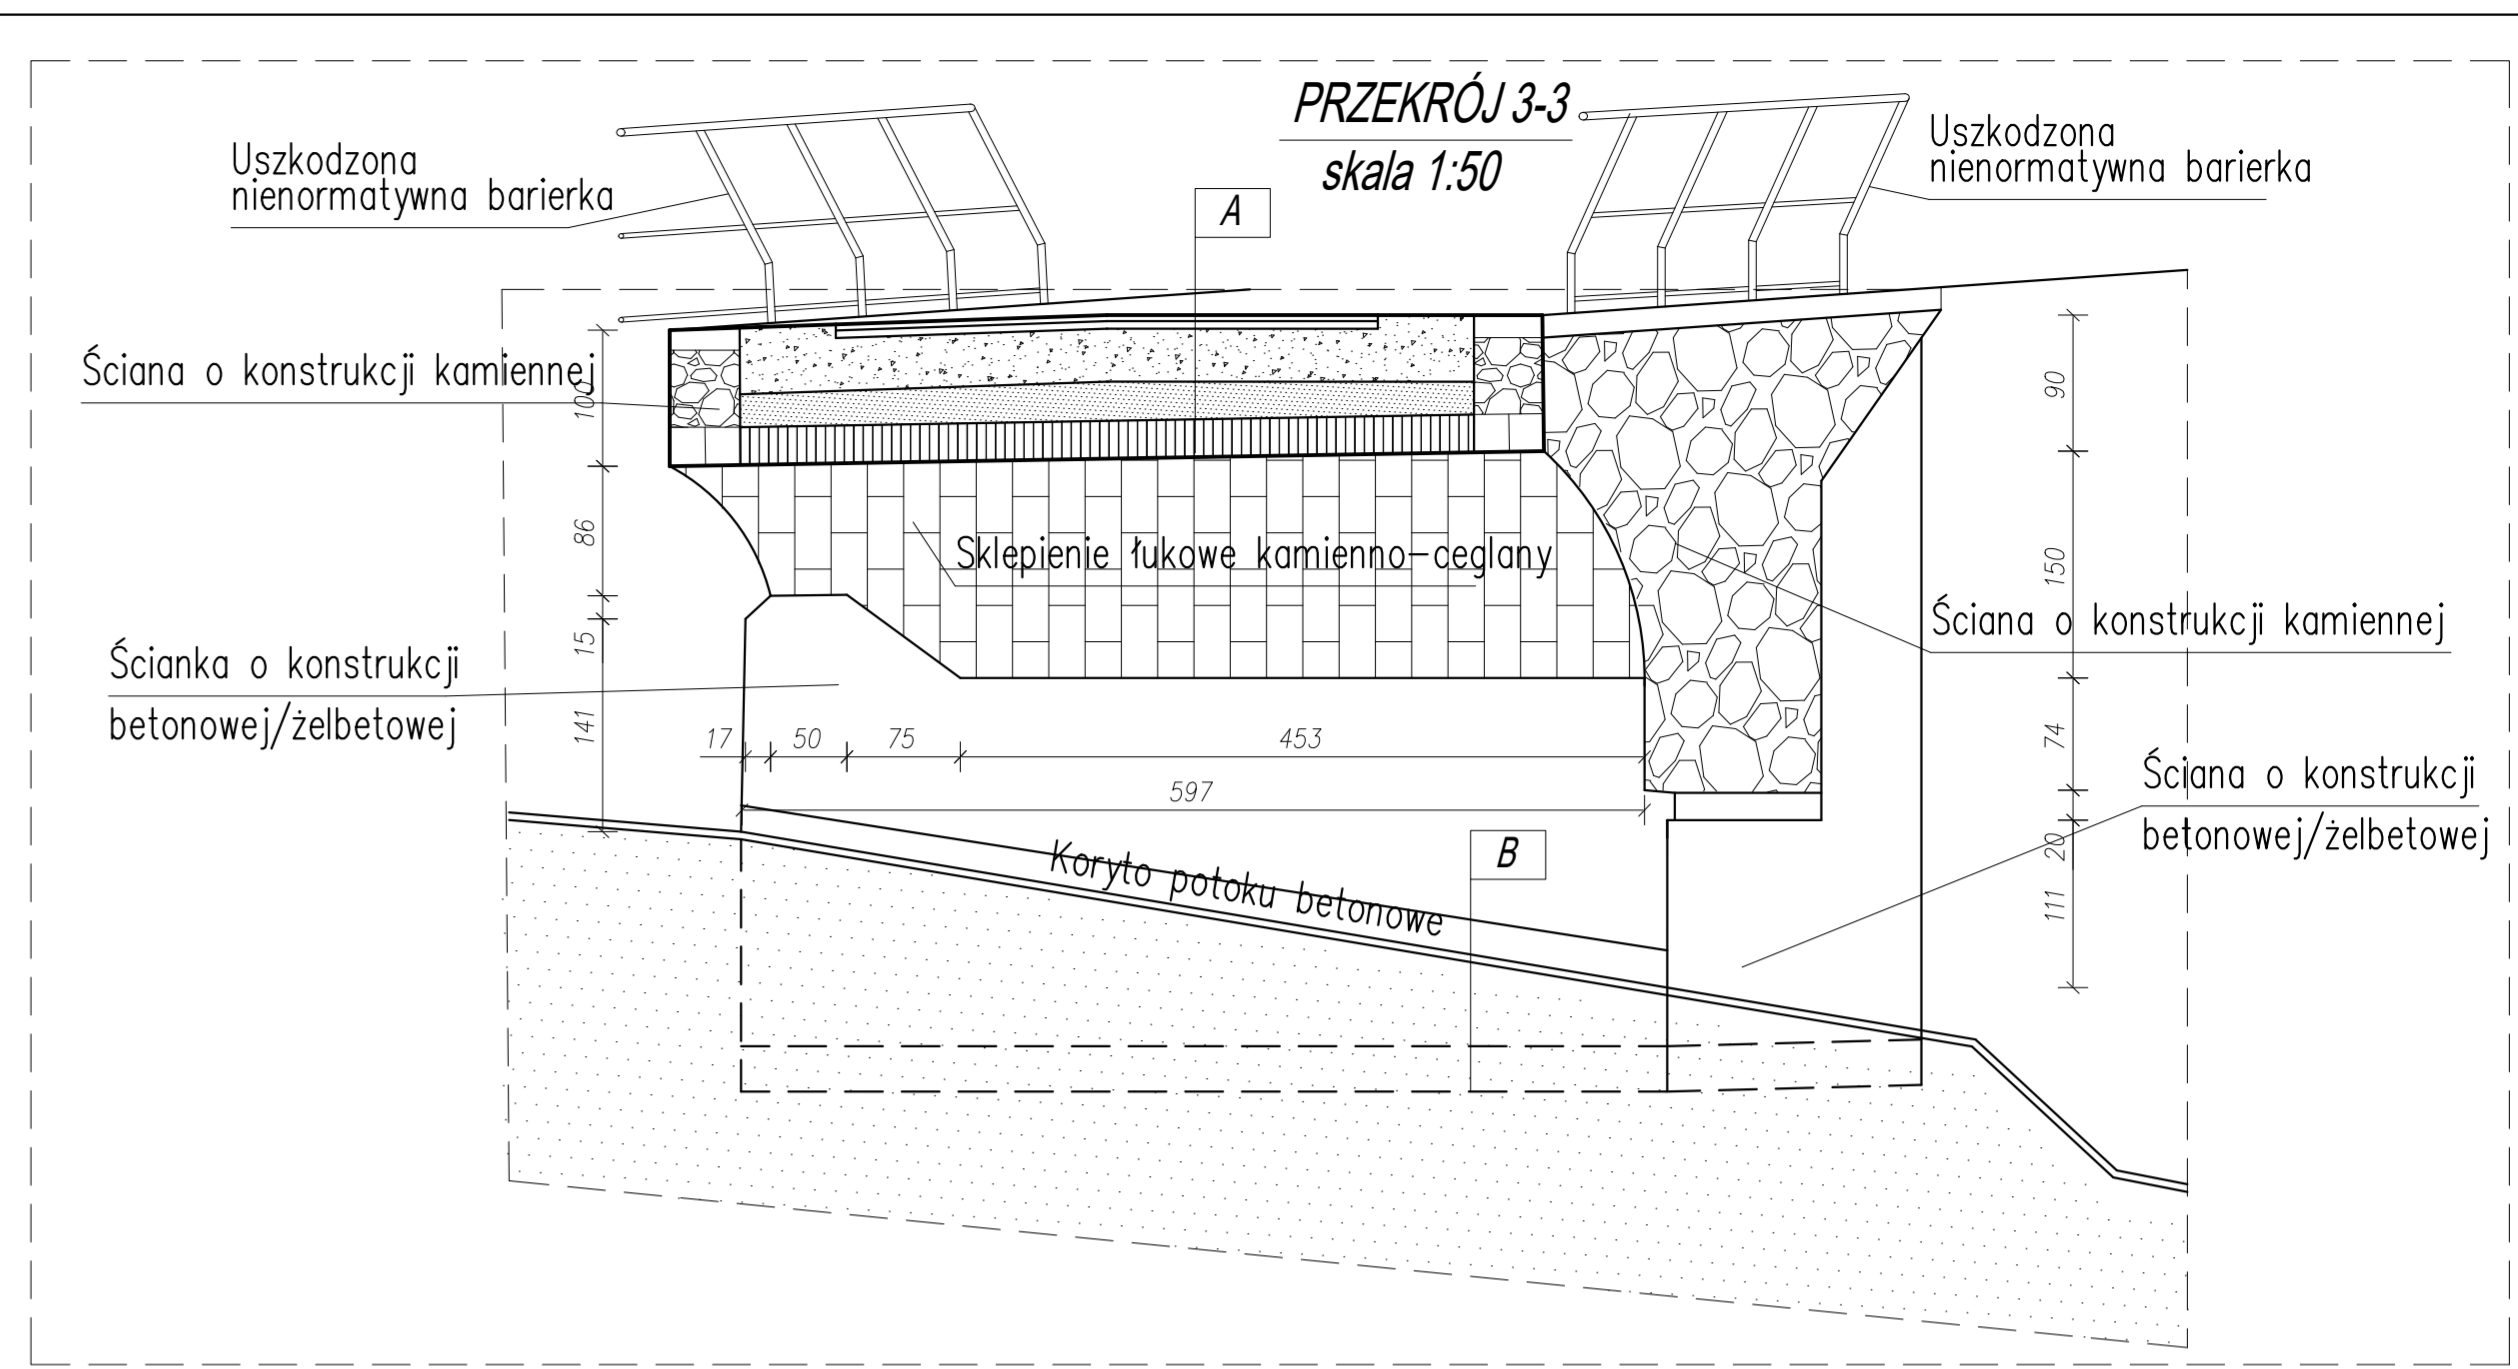 PRZEKRÓJ 3-3
skala 1:50
Uszkodzona
nienormatywna barierka
Uszkodzona
nienormatywna barierka
A
Ściana o konstrukcji kamiennej
100
90
86
Sklepienie łukowe kamienno-ceglany
150
Ściana o konstrukcji kamiennej
15
Ścianka o konstrukcji
betonowej/żelbetowej
141
17
50
75
453
74
597
Ściana o konstrukcji
betonowej/żelbetowej
B
20
Koryto potoku betonowe
111